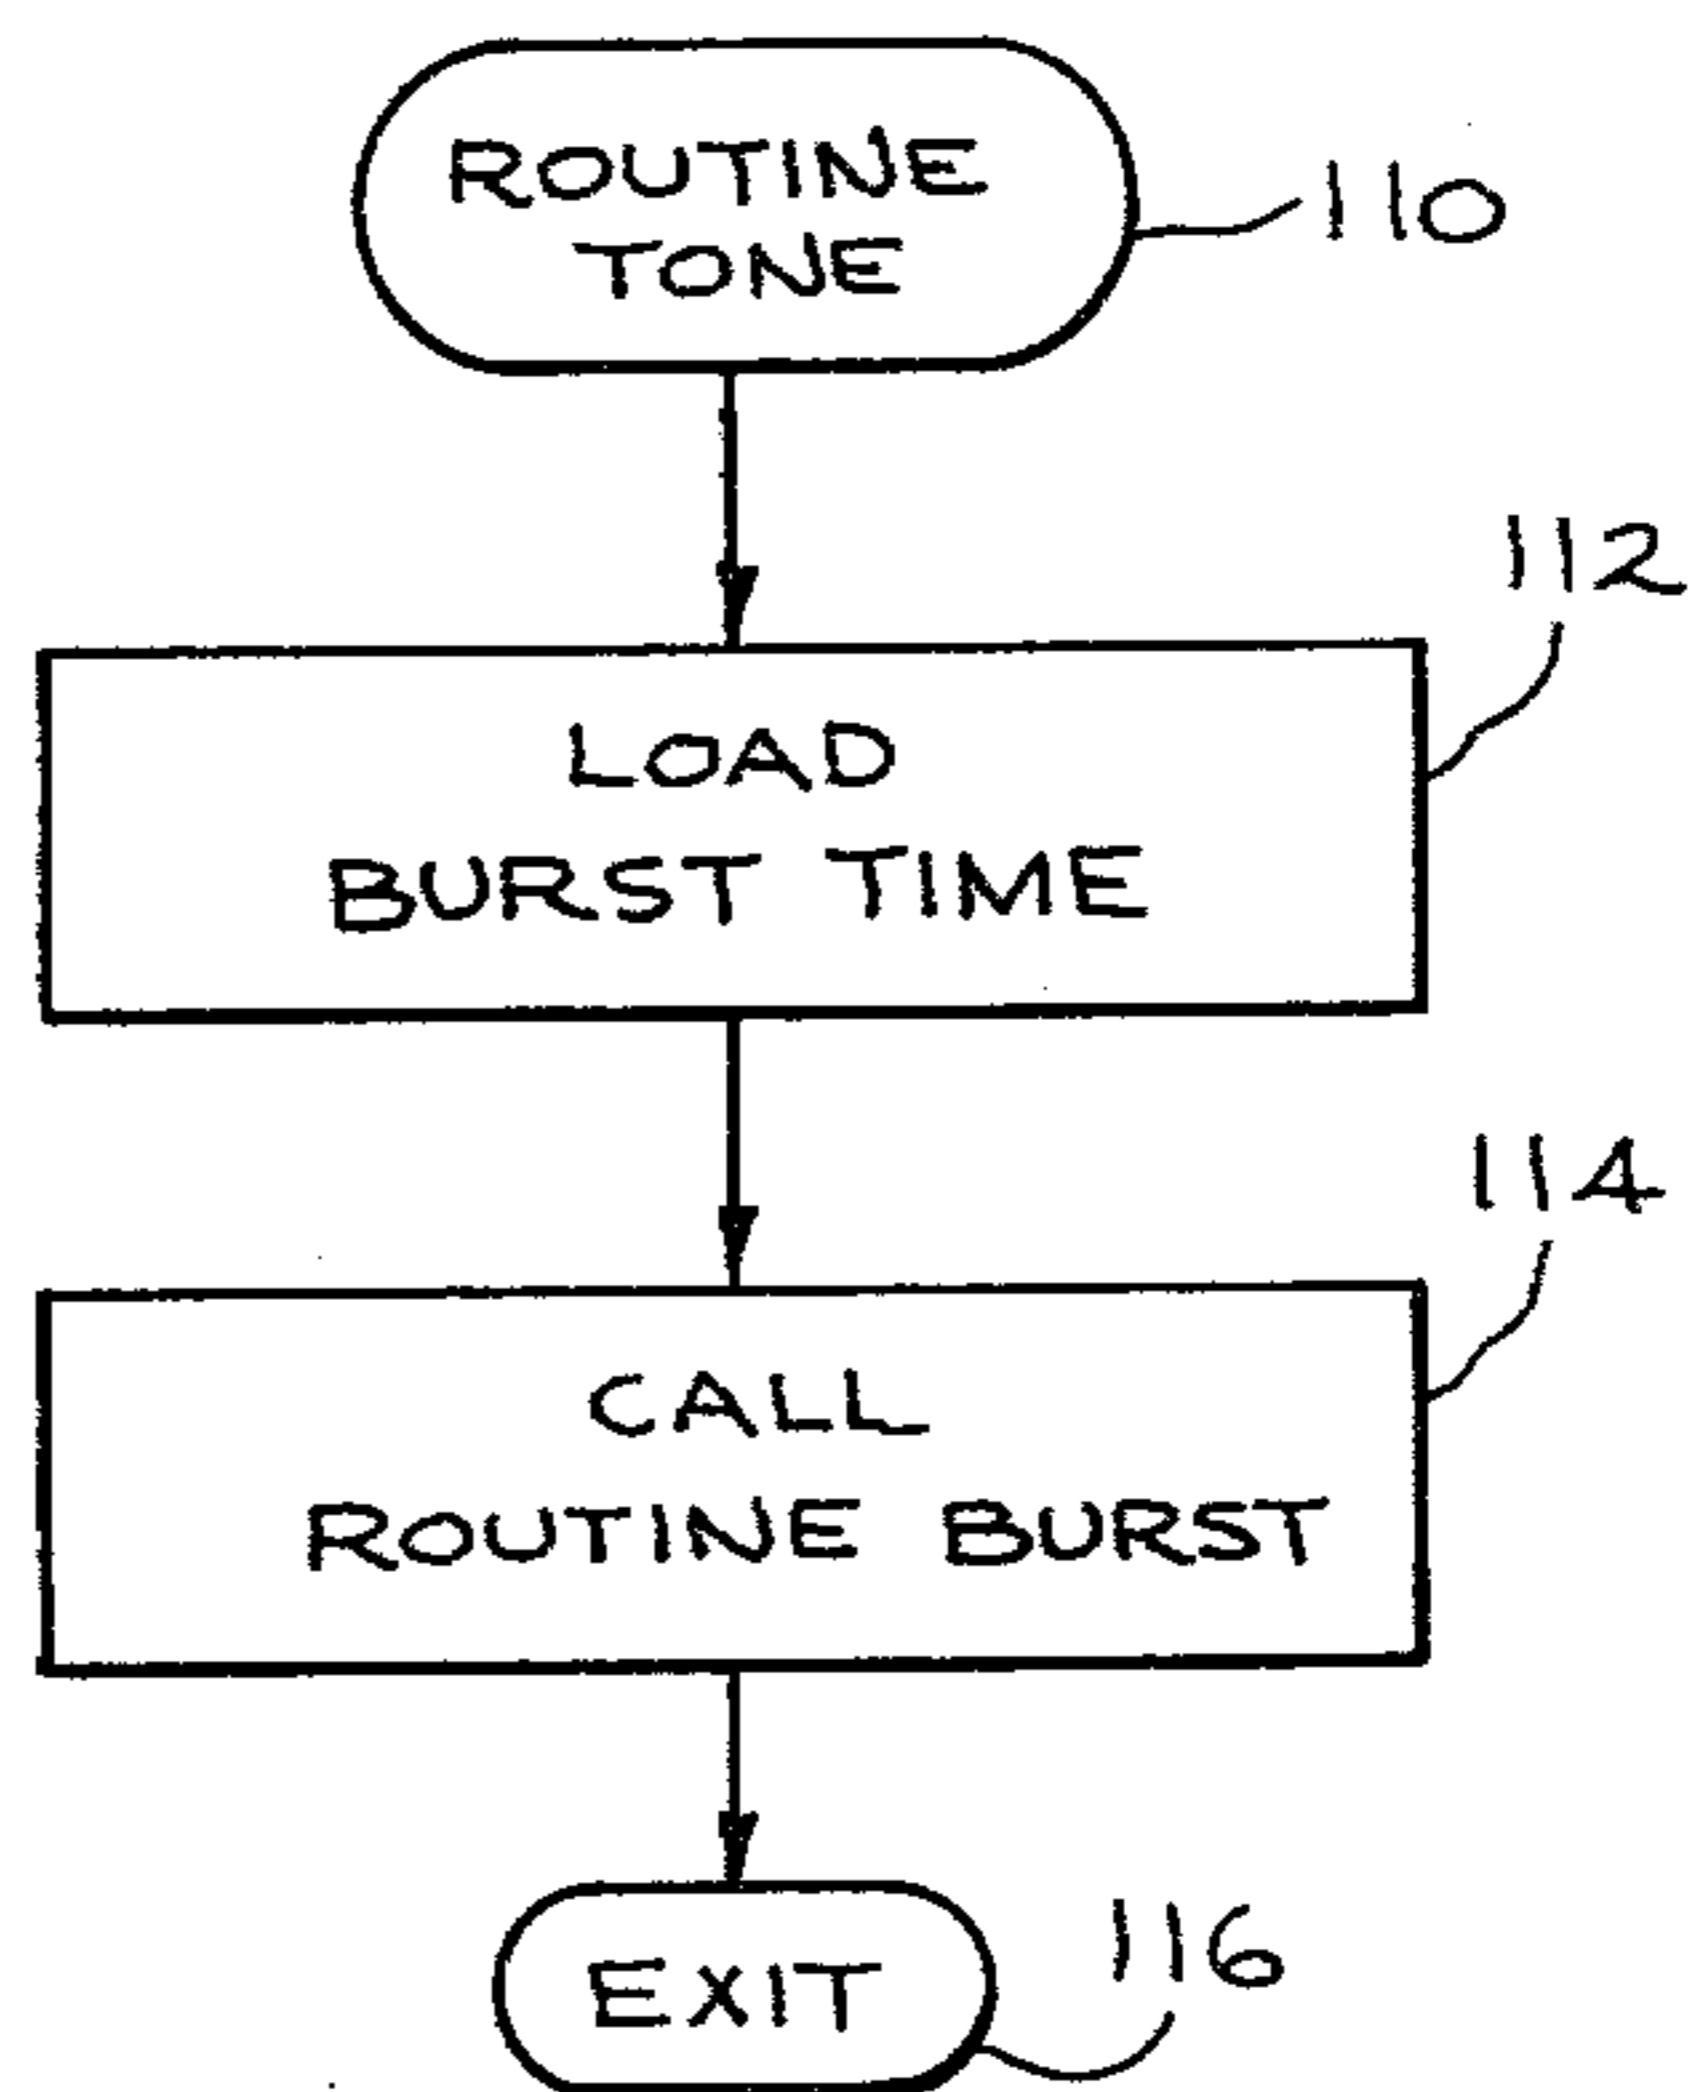 ROUTINE
TONE
110
112
LOAD
BURST TIME
114
CALL
ROUTINE BURST
116
EXIT